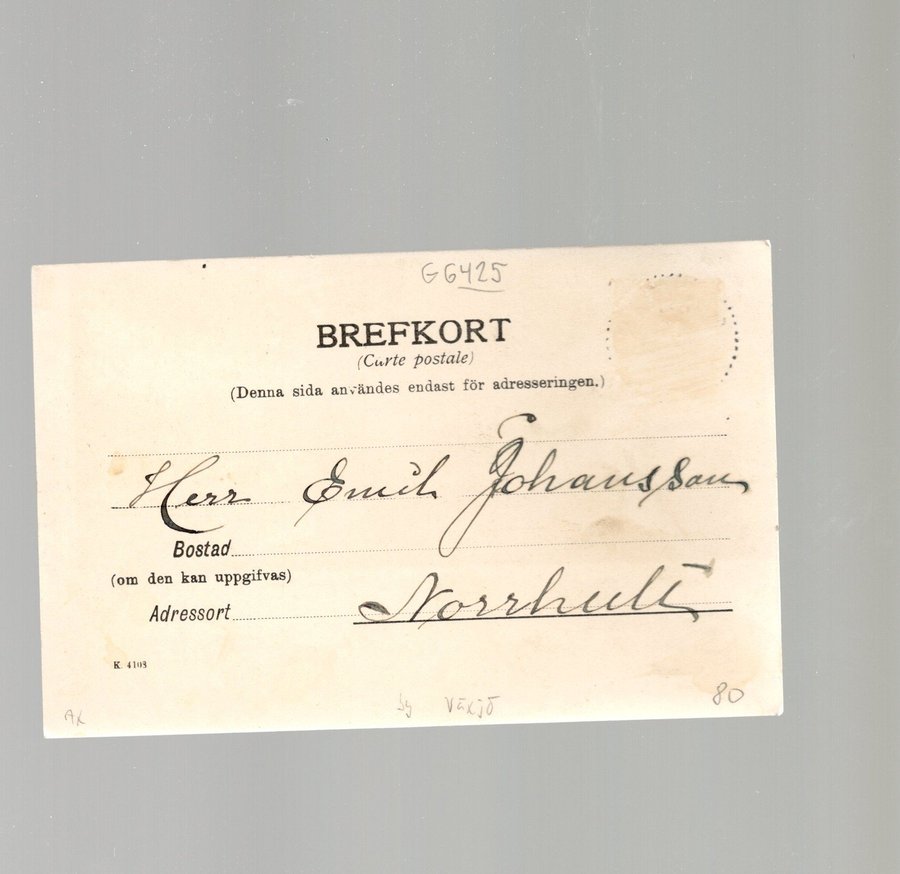 G6425
BREFKORT
(Carte postale)
(Denna sida användes endast för adresseringen.)
Herr Emil Johansson
Bostad
(om den kan uppgifvas)
Adressort Norrhult
K. 4103
Växjö 80